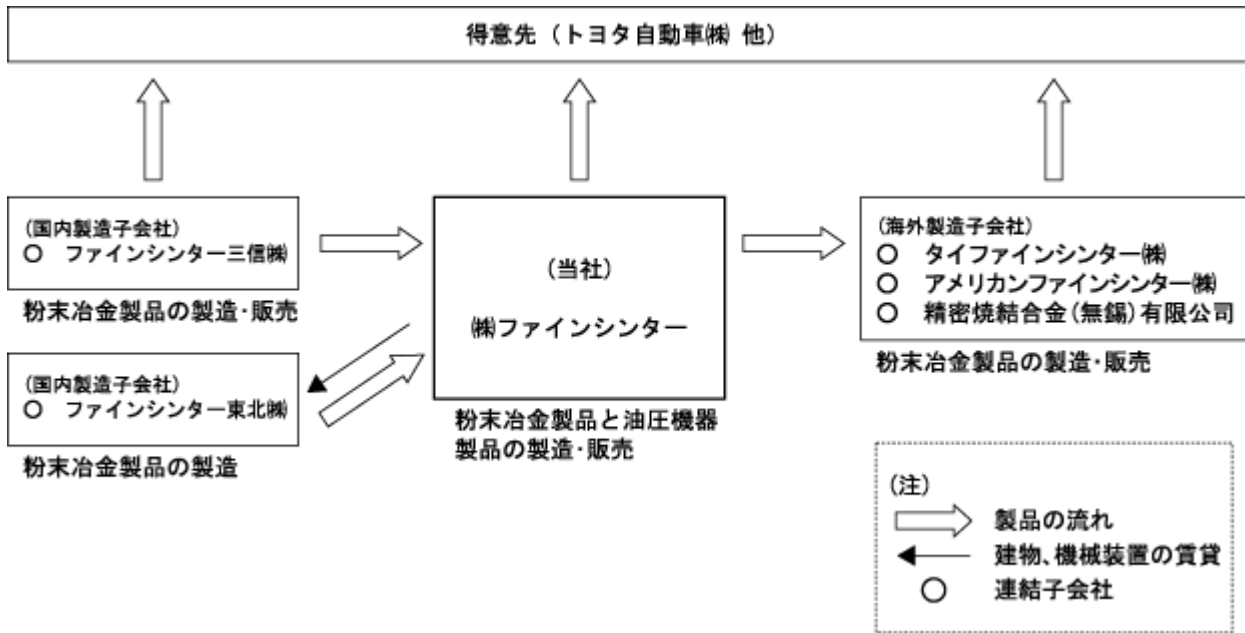 得意先（トヨタ自動車㈱ 他）
（国内製造子会社）
○ ファインシンター三信㈱
粉末冶金製品の製造・販売
（国内製造子会社）
○ ファインシンター東北㈱
粉末冶金製品の製造
（当社）
㈱ファインシンター
粉末冶金製品と油圧機器
製品の製造・販売
（海外製造子会社）
○ タイファインシンター㈱
○ アメリカンファインシンター㈱
○ 精密焼結合金（無錫）有限公司
粉末冶金製品の製造・販売
（注）
製品の流れ
建物、機械装置の賃貸
○ 連結子会社